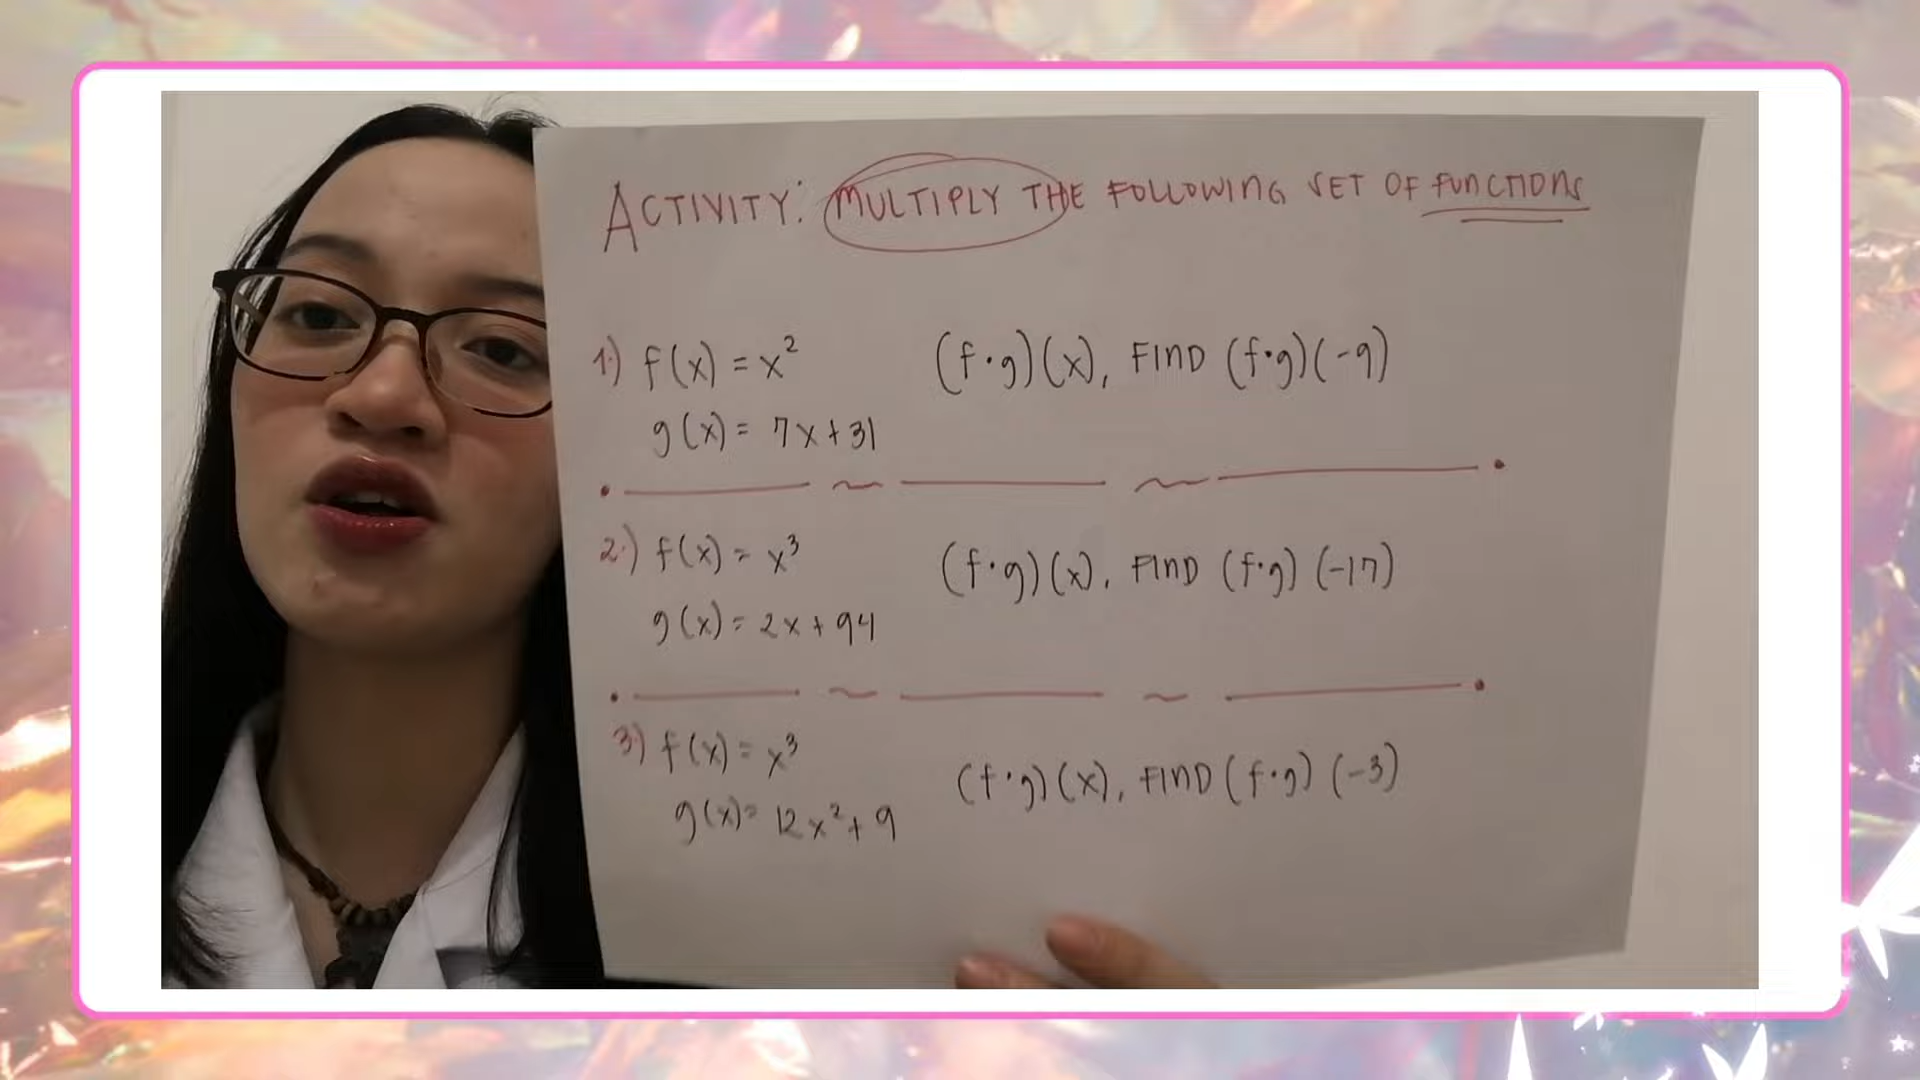 ACTIVITY: MULTIPLY THE FOLLOWING SET OF FUNCTIONS
1.) f(x) = x² (f·g)(x), FIND (f·g)(-9)
g(x) = 7x+31
2.) f(x) = x³ (f·g)(x), FIND (f·g)(-17)
g(x) = 2x + 94
3.) f(x) = x³ (f·g)(x), FIND (f·g)(-3)
g(x) = 12x² + 9